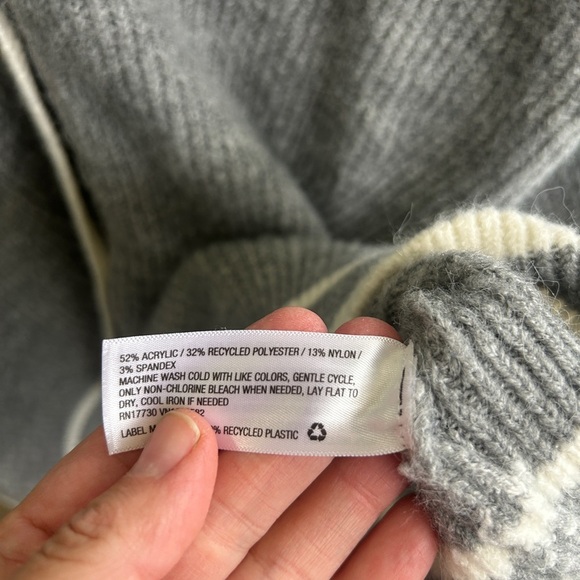 52% ACRYLIC / 32% RECYCLED POLYESTER / 13% NYLON /
3% SPANDEX
MACHINE WASH COLD WITH LIKE COLORS, GENTLE CYCLE,
ONLY NON-CHLORINE BLEACH WHEN NEEDED, LAY FLAT TO
DRY, COOL IRON IF NEEDED
RN17730
LABEL % RECYCLED PLASTIC